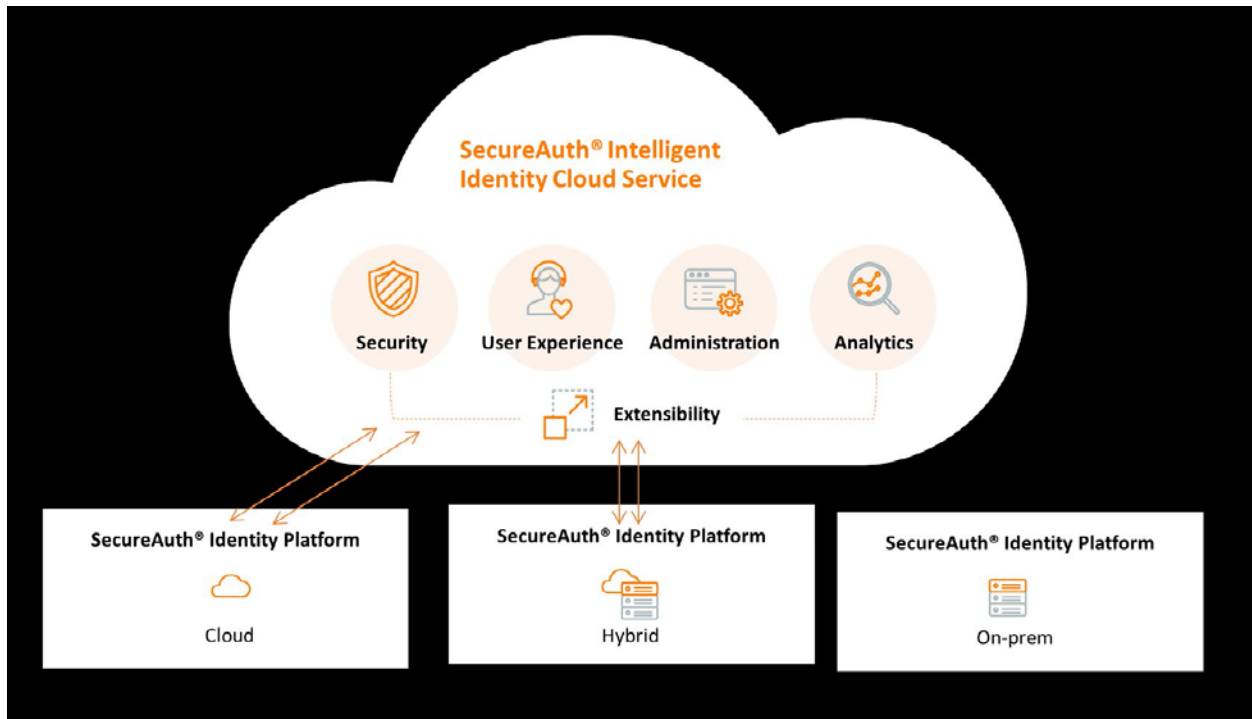 SecureAuth® Intelligent
Identity Cloud Service
Security
User Experience
Administration
Analytics
Extensibility
SecureAuth® Identity Platform
Cloud
SecureAuth® Identity Platform
Hybrid
SecureAuth® Identity Platform
On-prem